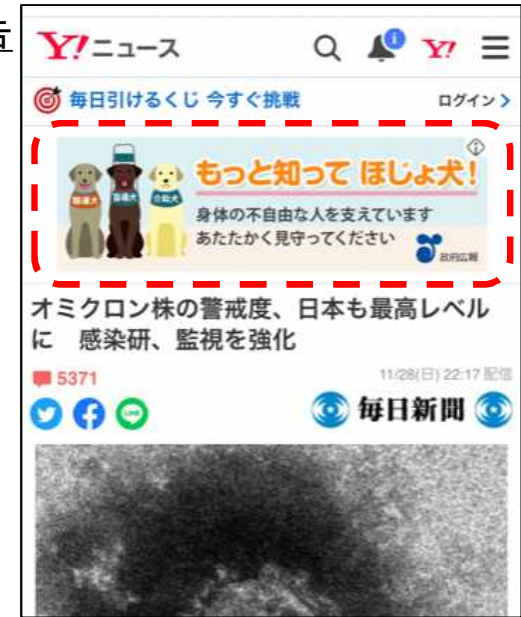 告
Y!ニュース
i
Y!
毎日引けるくじ 今すぐ挑戦
ログイン >
もっと知って ほじょ犬!
聴導犬
盲導犬
介助犬
身体の不自由な人を支えています
あたたかく見守ってください
政府広報
オミクロン株の警戒度、日本も最高レベル
に 感染研、監視を強化
5371
11/28(日) 22:17 配信
LINE
毎日新聞